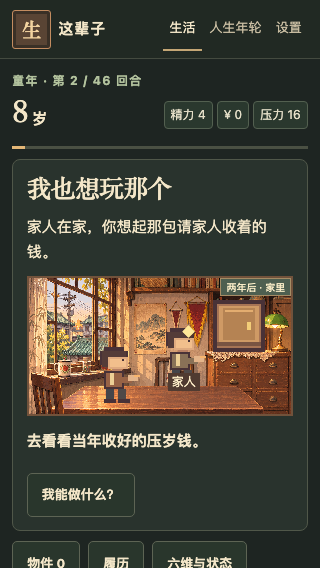 生 这辈子 生活 人生年轮 设置
童年 · 第 2 / 46 回合
8 岁 精力 4 ¥ 0 压力 16
我也想玩那个
家人在家，你想起那包请家人收着的
钱。
两年后 · 家里
家人
去看看当年收好的压岁钱。
我能做什么？
物件 0 履历 六维与状态